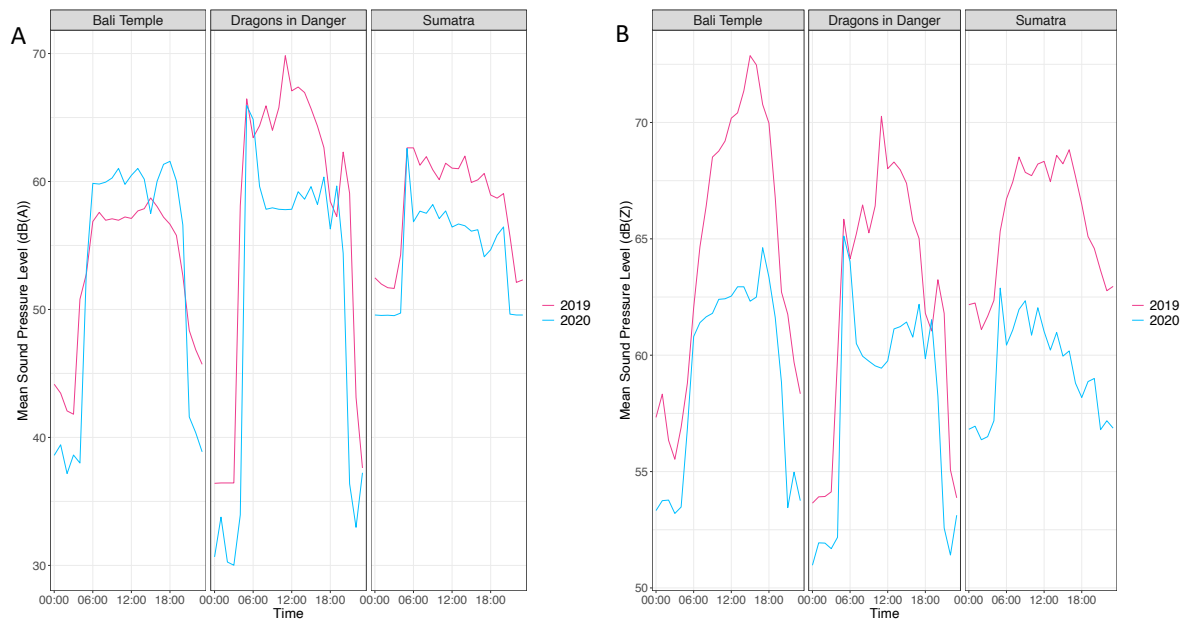 A
Bali Temple
Dragons in Danger
Sumatra
Mean Sound Pressure Level (dB(A))
70
60
50
40
30
00:00 06:00 12:00 18:00 00:00 06:00 12:00 18:00 00:00 06:00 12:00 18:00
Time
2019
2020
B
Bali Temple
Dragons in Danger
Sumatra
Mean Sound Pressure Level (dB(Z))
70
65
60
55
50
00:00 06:00 12:00 18:00 00:00 06:00 12:00 18:00 00:00 06:00 12:00 18:00
Time
2019
2020